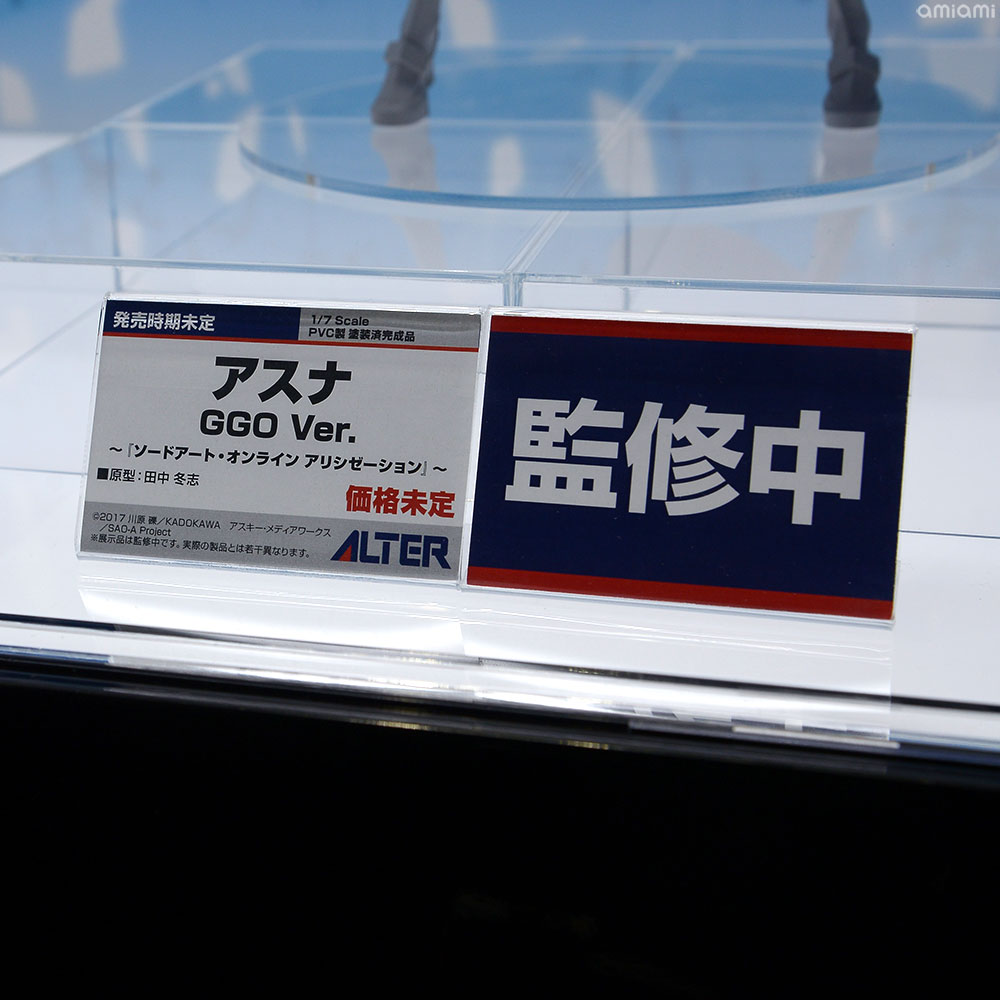 amiami
発売時期未定
1/7 Scale
PVC製 塗装済完成品
アスナ
GGO Ver.
～『ソードアート・オンライン アリシゼーション』～
■原型：田中 冬志
価格未定
©2017 川原 礫／KADOKAWA アスキー・メディアワークス
／SAO-A Project
※展示品は監修中です。実際の製品とは若干異なります。
ALTER
監修中